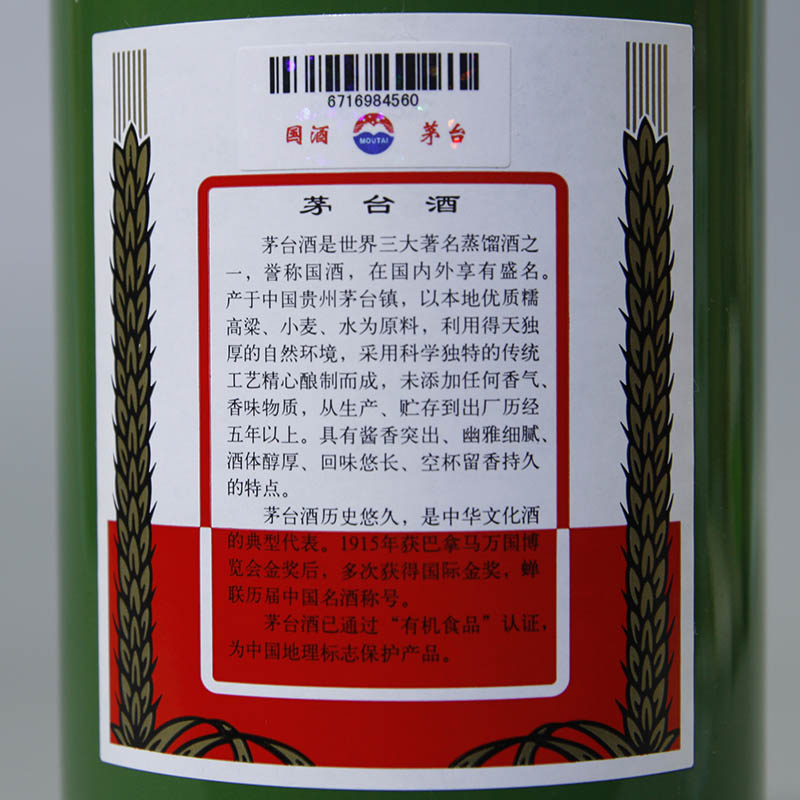 6716984560
国酒 MOUTAI 茅台
茅台酒
茅台酒是世界三大著名蒸馏酒之
一，誉称国酒，在国内外享有盛名。
产于中国贵州茅台镇，以本地优质糯
高粱、小麦、水为原料，利用得天独
厚的自然环境，采用科学独特的传统
工艺精心酿制而成，未添加任何香气、
香味物质，从生产、贮存到出厂历经
五年以上。具有酱香突出、幽雅细腻、
酒体醇厚、回味悠长、空杯留香持久
的特点。
茅台酒历史悠久，是中华文化酒
的典型代表。1915年获巴拿马万国博
览会金奖后，多次获得国际金奖，蝉
联历届中国名酒称号。
茅台酒已通过“有机食品”认证，
为中国地理标志保护产品。